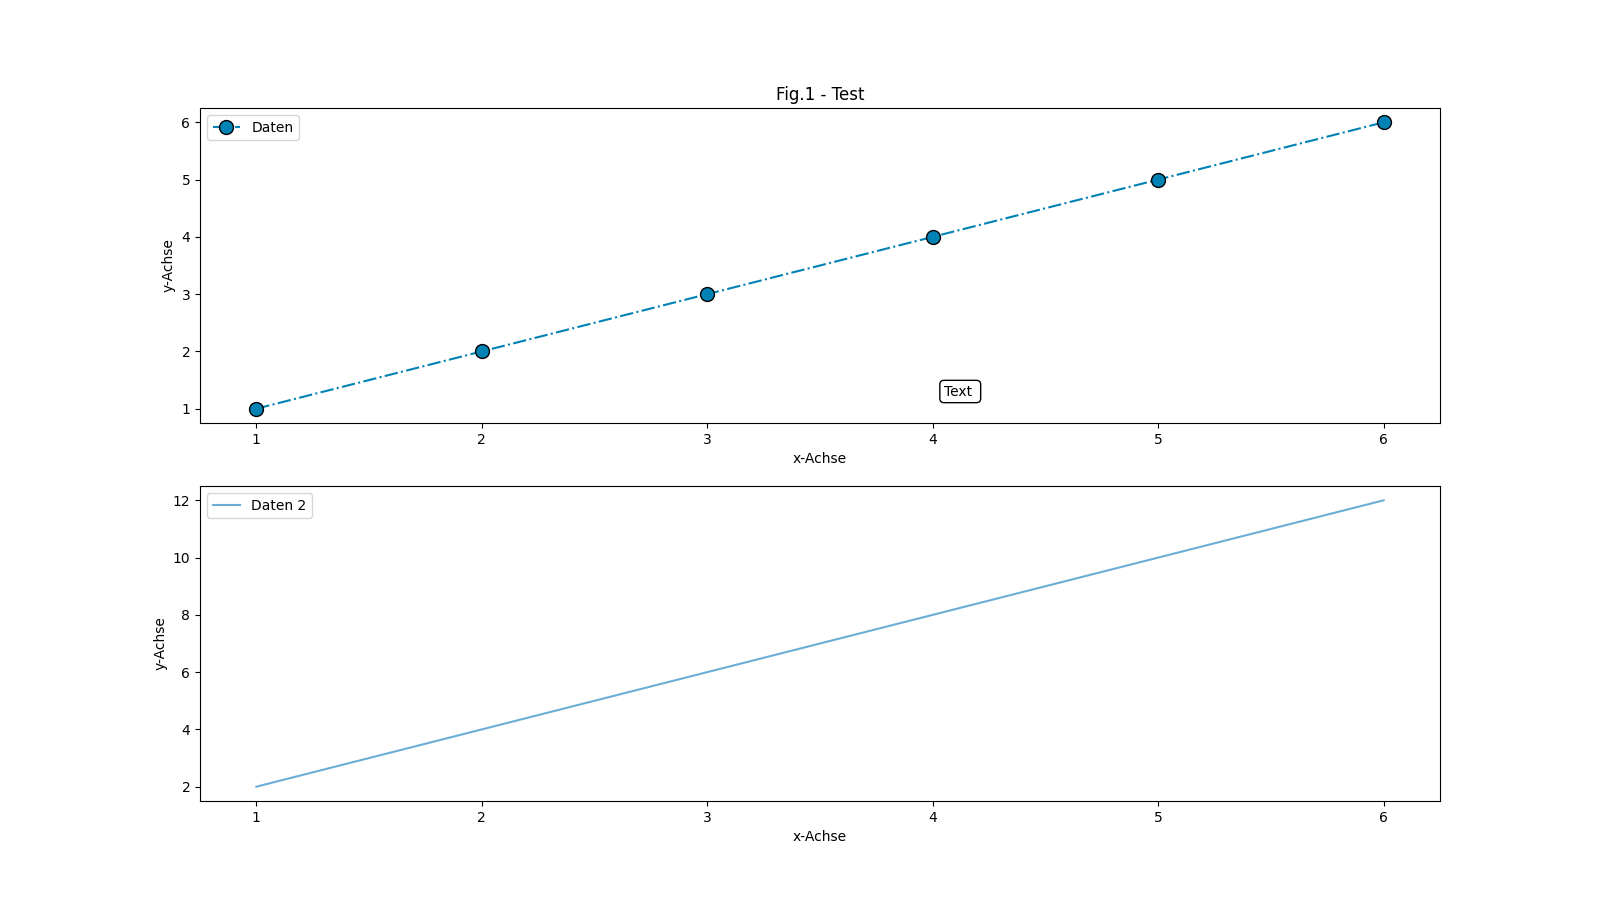 Fig.1 - Test
Daten
6
5
4
3
2
1
y-Achse
Text
1 2 3 4 5 6
x-Achse
Daten 2
12
10
8
6
4
2
y-Achse
1 2 3 4 5 6
x-Achse